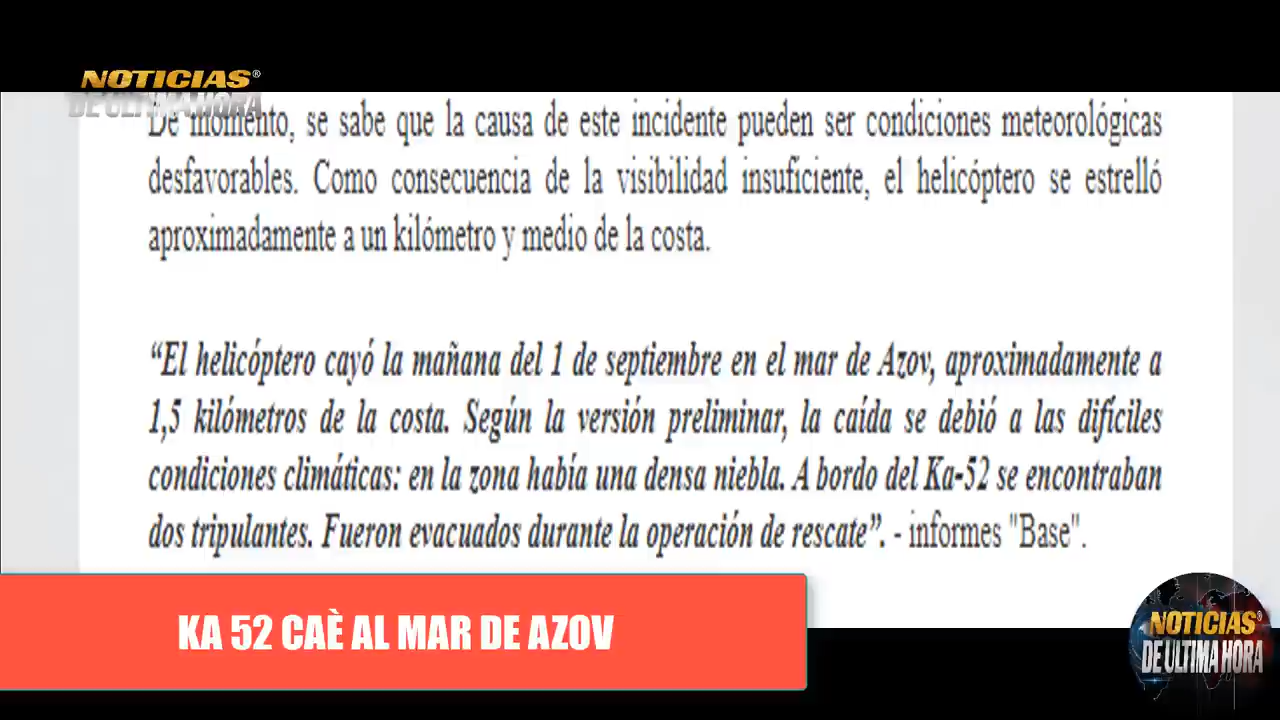 NOTICIAS®
DE ULTIMA HORA
De momento, se sabe que la causa de este incidente pueden ser condiciones meteorológicas
desfavorables. Como consecuencia de la visibilidad insuficiente, el helicóptero se estrelló
aproximadamente a un kilómetro y medio de la costa.
“El helicóptero cayó la mañana del 1 de septiembre en el mar de Azov, aproximadamente a
1,5 kilómetros de la costa. Según la versión preliminar, la caída se debió a las difíciles
condiciones climáticas: en la zona había una densa niebla. A bordo del Ka-52 se encontraban
dos tripulantes. Fueron evacuados durante la operación de rescate”. - informes "Base".
KA 52 CAÈ AL MAR DE AZOV
NOTICIAS®
DE ULTIMA HORA